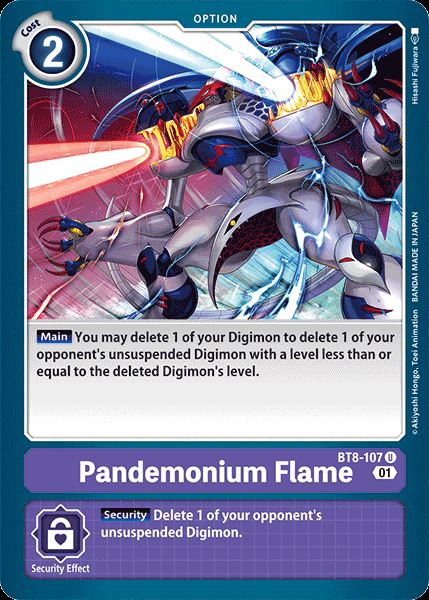 OPTION
Cost
2
Hisashi Fujiwara
©Akiyoshi Hongo, Toei Animation BANDAI MADE IN JAPAN
Main You may delete 1 of your Digimon to delete 1 of your
opponent's unsuspended Digimon with a level less than or
equal to the deleted Digimon's level.
BT8-107 U
Pandemonium Flame 01
Security Delete 1 of your opponent's
unsuspended Digimon.
Security Effect